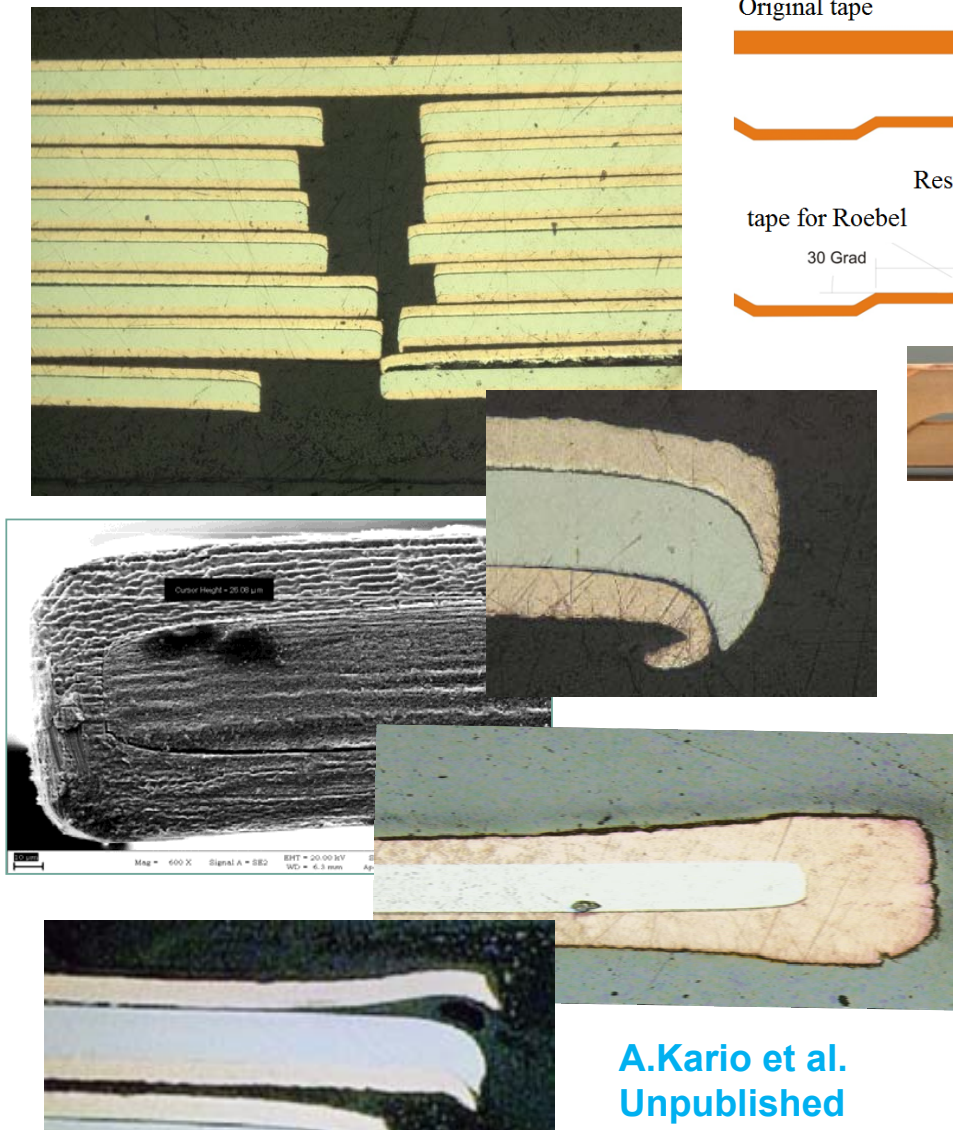 Original tape
Res
tape for Roebel
30 Grad
Cursor Height = 26.08 µm
10 µm
Mag = 600 X Signal A = SE2 EHT = 20.00 kV
WD = 6.3 mm
A.Kario et al.
Unpublished